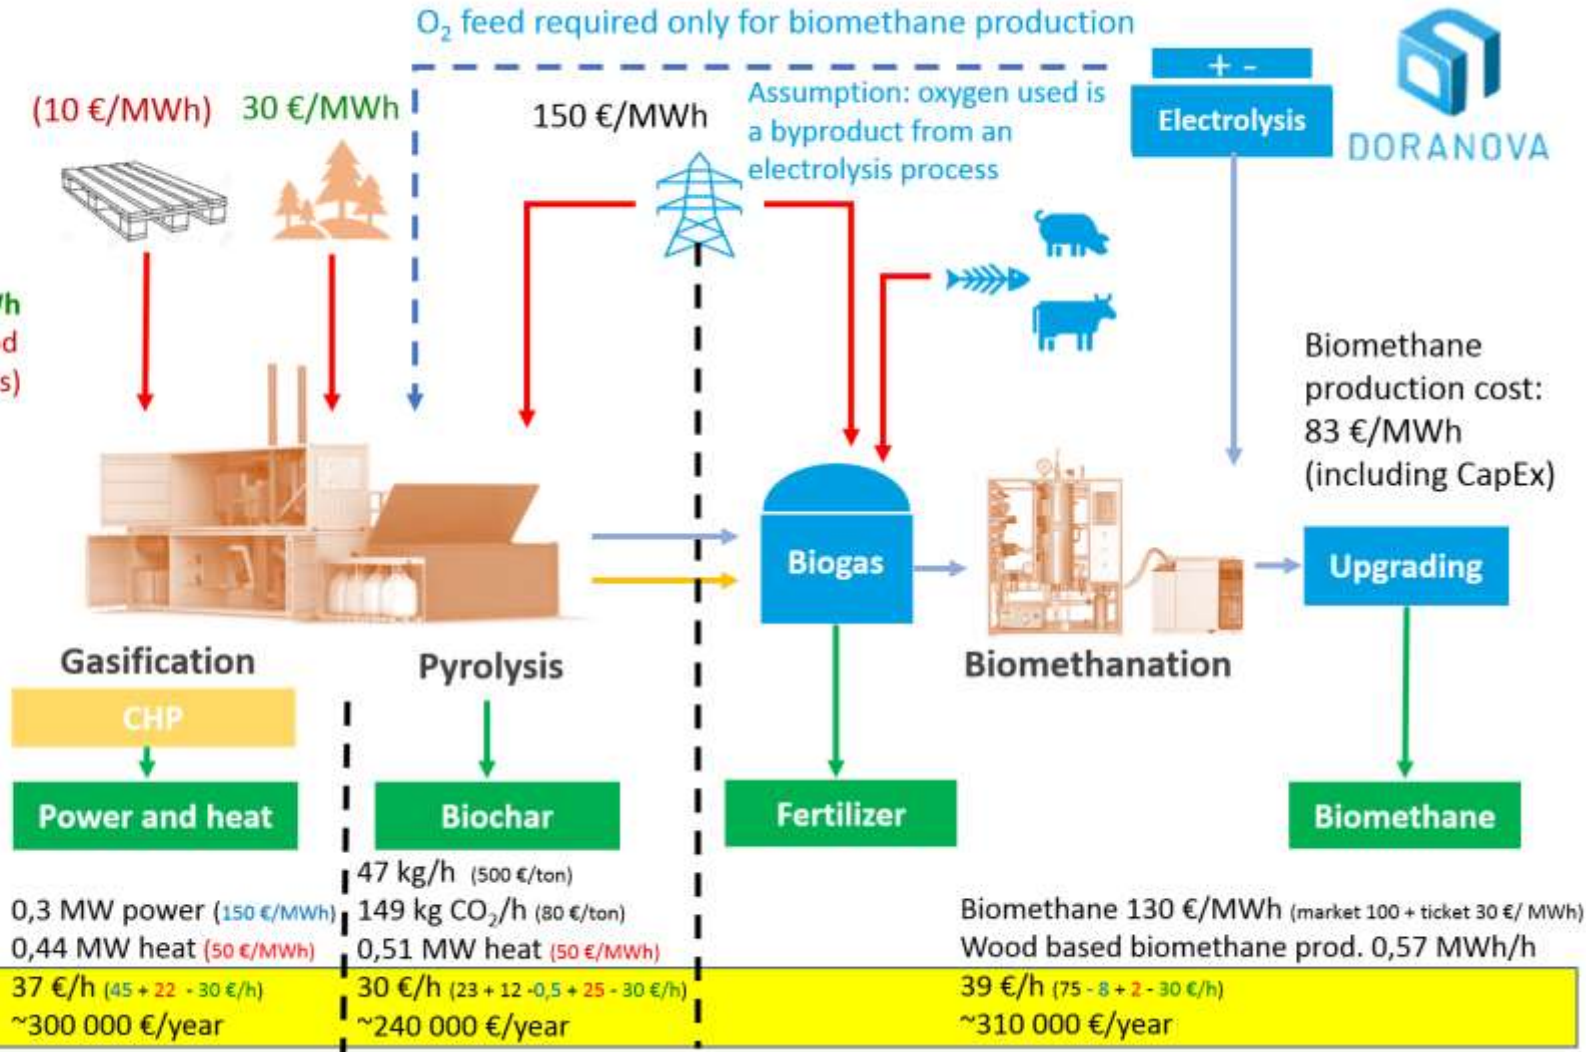 O₂ feed required only for biomethane production
+ -
Electrolysis
DORANOVA
(10 €/MWh)
30 €/MWh
150 €/MWh
Assumption: oxygen used is
a byproduct from an
electrolysis process
Biomethane
production cost:
83 €/MWh
(including CapEx)
Biogas
Upgrading
Gasification
Pyrolysis
Biomethanation
CHP
Power and heat
Biochar
Fertilizer
Biomethane
0,3 MW power (150 €/MWh)
0,44 MW heat (50 €/MWh)
37 €/h (45 + 22 - 30 €/h)
~300 000 €/year
47 kg/h (500 €/ton)
149 kg CO₂/h (80 €/ton)
0,51 MW heat (50 €/MWh)
30 €/h (23 + 12 -0,5 + 25 - 30 €/h)
~240 000 €/year
Biomethane 130 €/MWh (market 100 + ticket 30 €/ MWh)
Wood based biomethane prod. 0,57 MWh/h
39 €/h (75 - 8 + 2 - 30 €/h)
~310 000 €/year